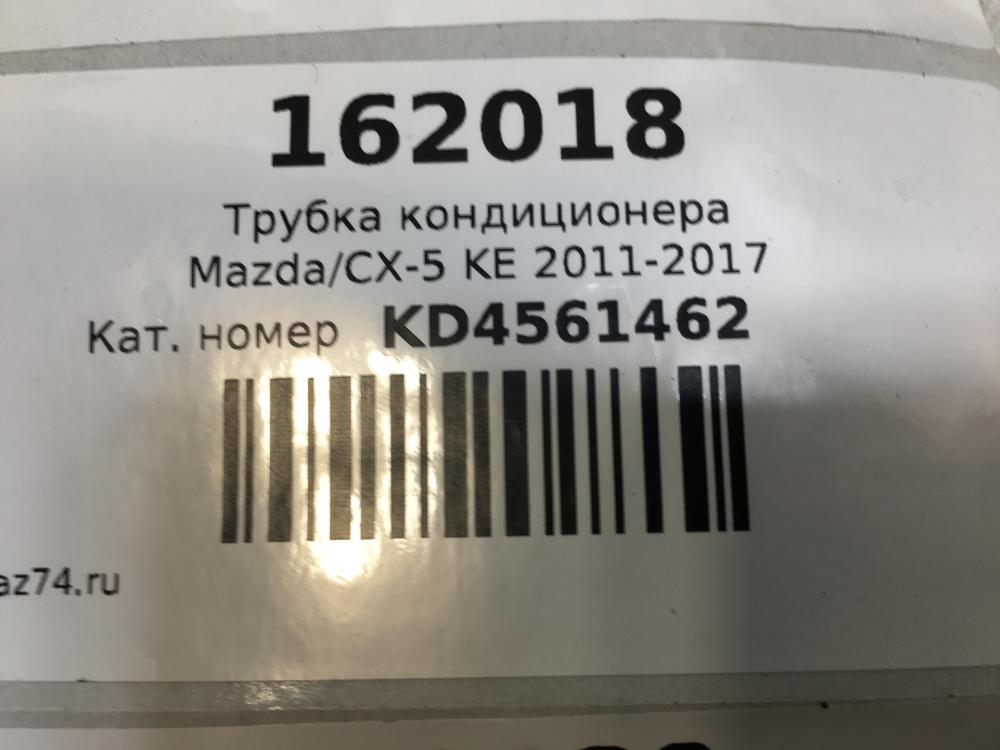 162018
Трубка кондиционера
Mazda/CX-5 KE 2011-2017
Кат. номер KD4561462
az74.ru